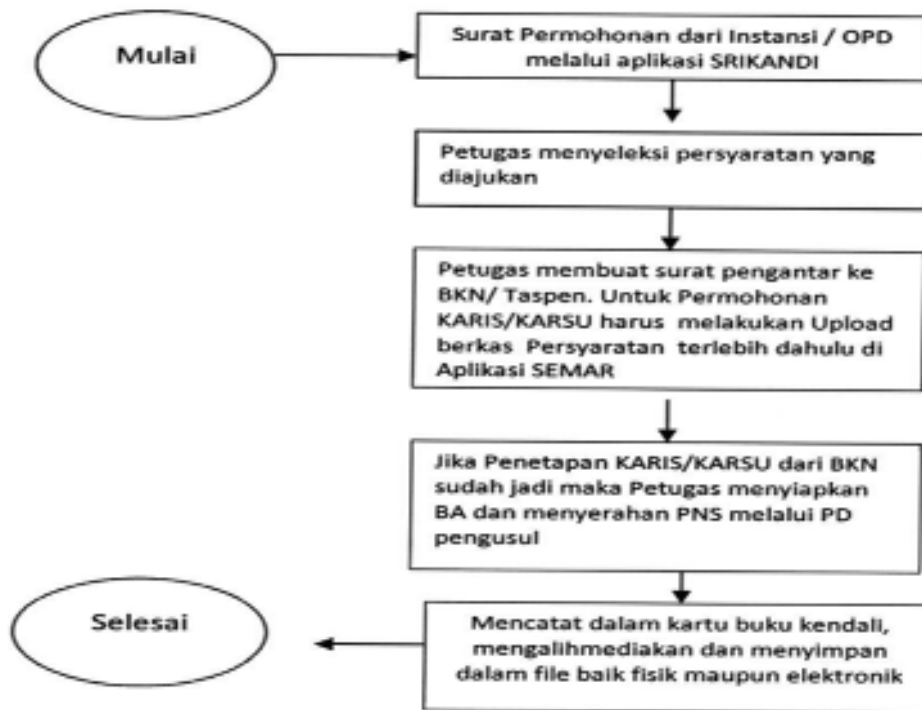 Mulai
Surat Permohonan dari Instansi / OPD
melalui aplikasi SRIKANDI
Petugas menyeleksi persyaratan yang
diajukan
Petugas membuat surat pengantar ke
BKN/ Taspen. Untuk Permohonan
KARIS/KARSU harus melakukan Upload
berkas Persyaratan terlebih dahulu di
Aplikasi SEMAR
Jika Penetapan KARIS/KARSU dari BKN
sudah jadi maka Petugas menyiapkan
BA dan menyerahan PNS melalui PD
pengusul
Mencatat dalam kartu buku kendali,
mengalihmediakan dan menyimpan
dalam file baik fisik maupun elektronik
Selesai